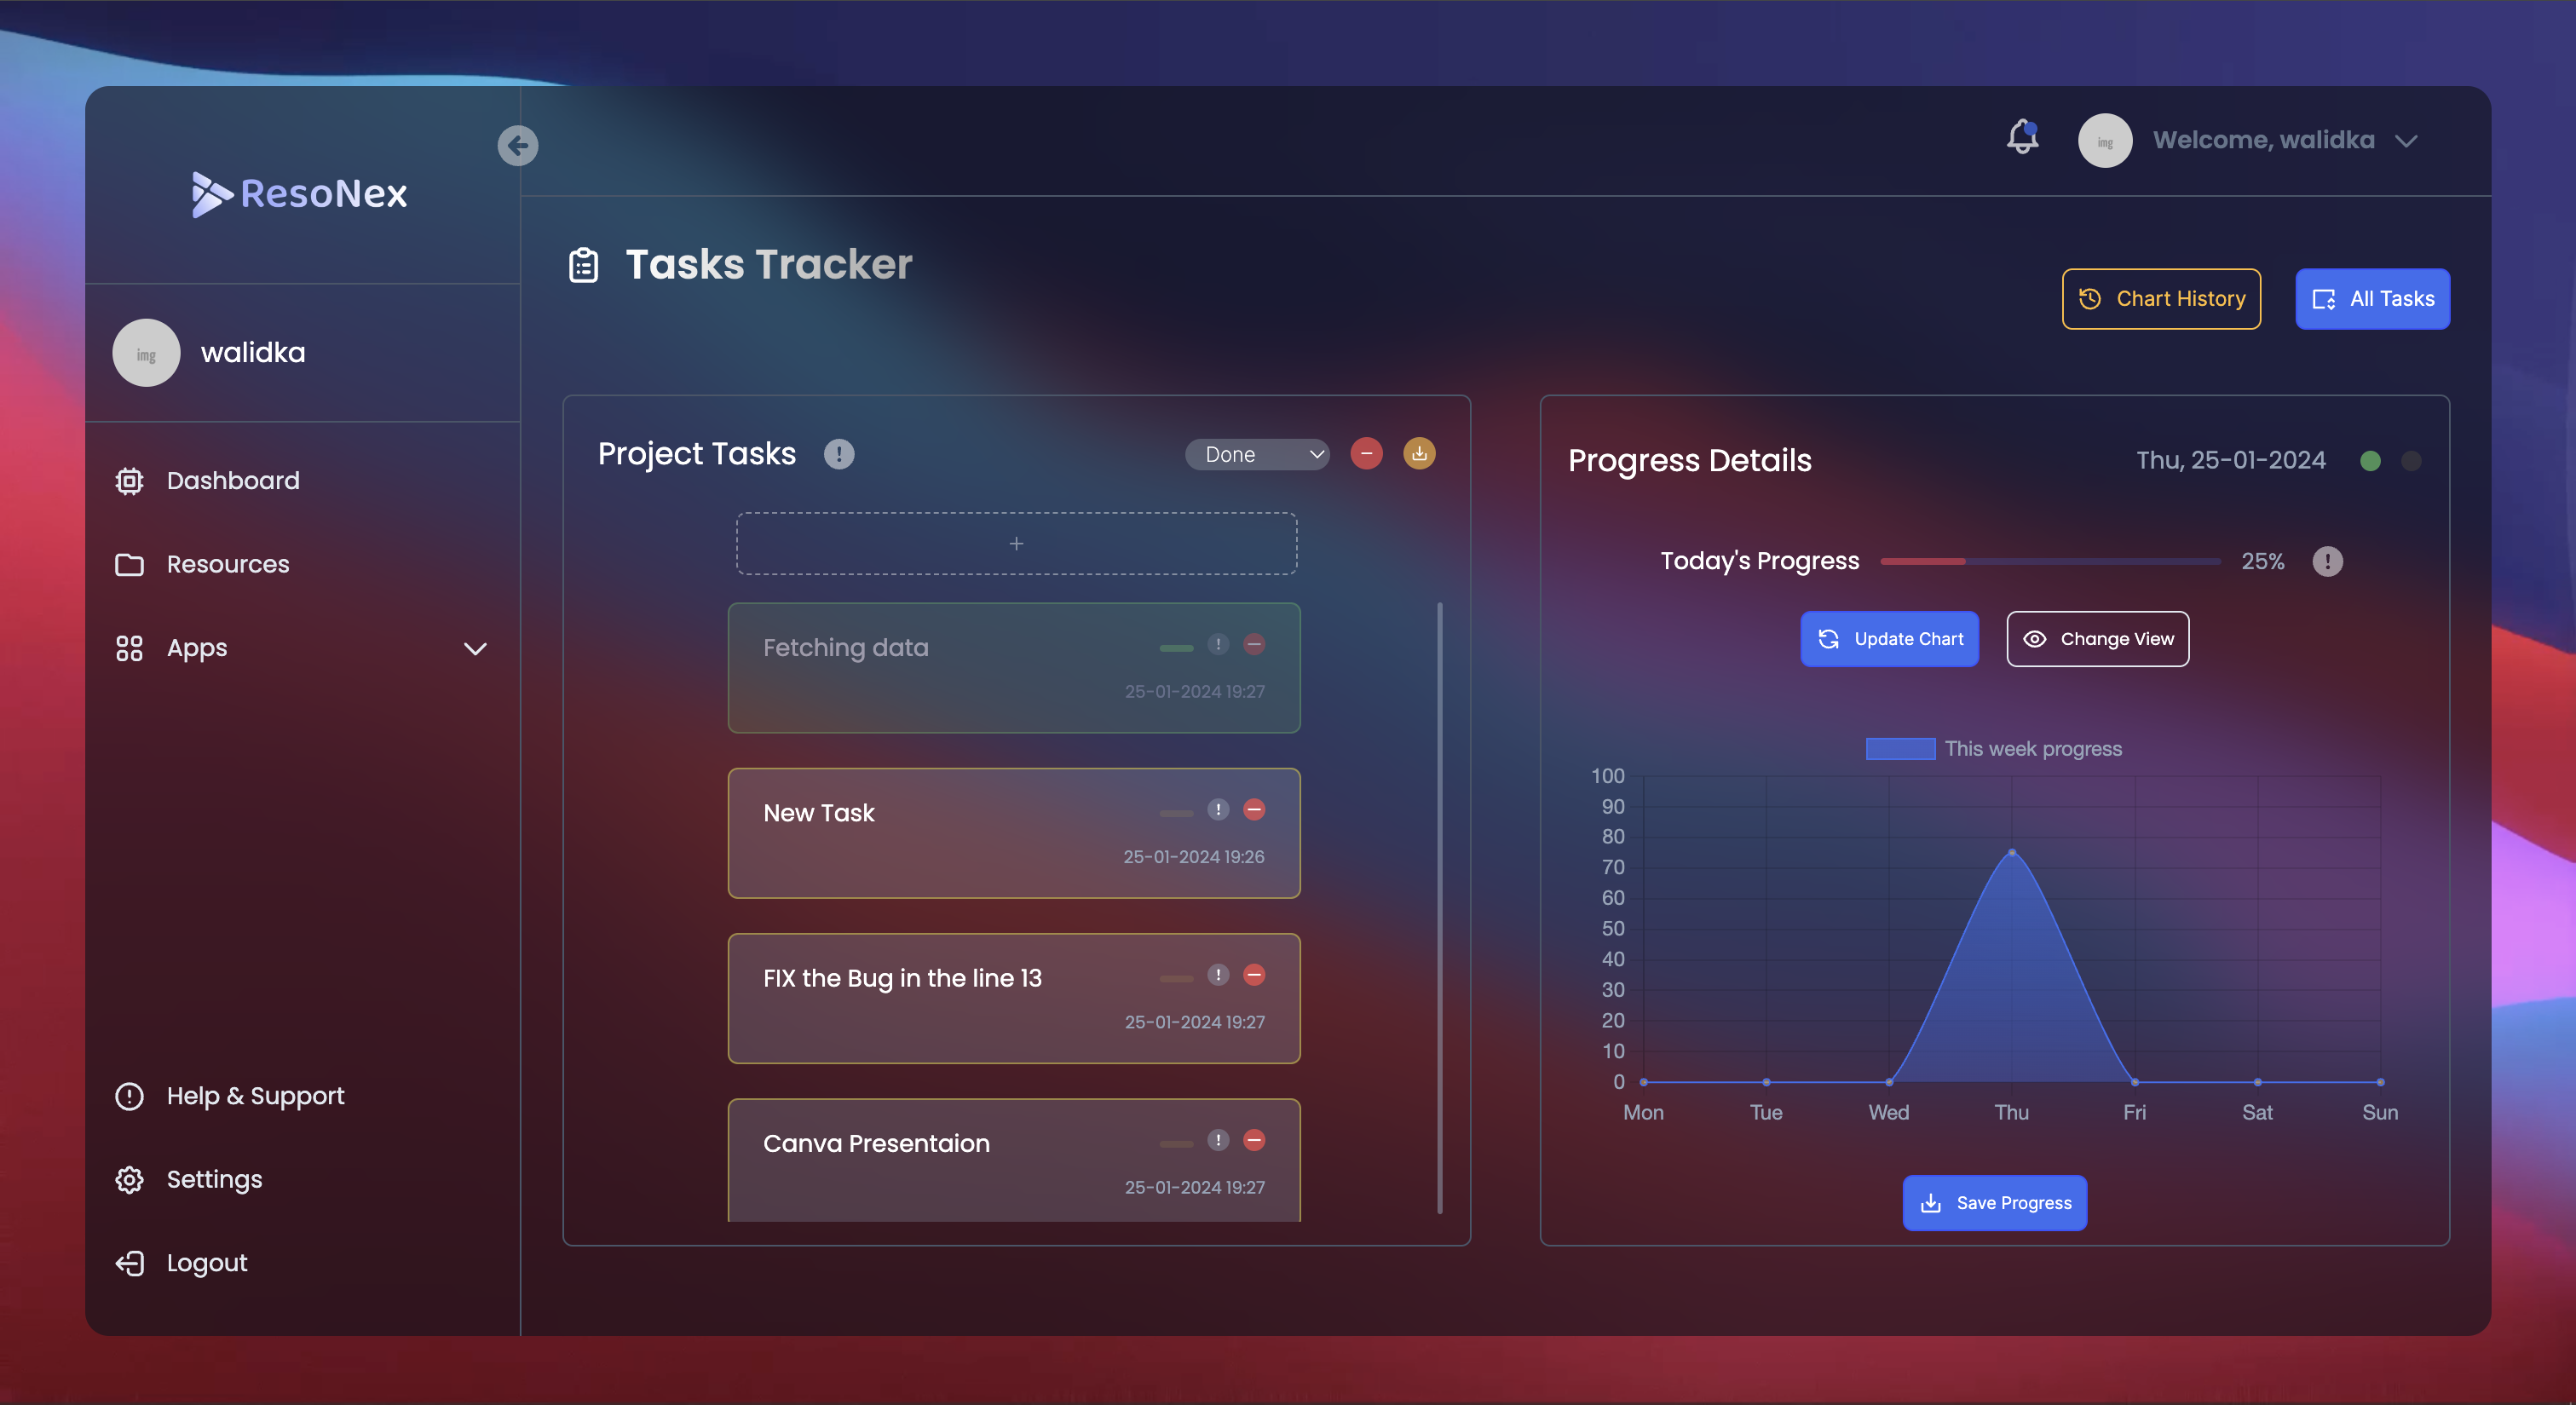 ResoNex
img
walidka
Dashboard
Resources
Apps
Help & Support
Settings
Logout
img
Welcome, walidka
Tasks Tracker
Chart History
All Tasks
Project Tasks
!
Done
+
Fetching data
!
25-01-2024 19:27
New Task
!
25-01-2024 19:26
FIX the Bug in the line 13
!
25-01-2024 19:27
Canva Presentaion
!
25-01-2024 19:27
Progress Details
Thu, 25-01-2024
Today's Progress
25%
!
Update Chart
Change View
This week progress
100
90
80
70
60
50
40
30
20
10
0
Mon Tue Wed Thu Fri Sat Sun
Save Progress